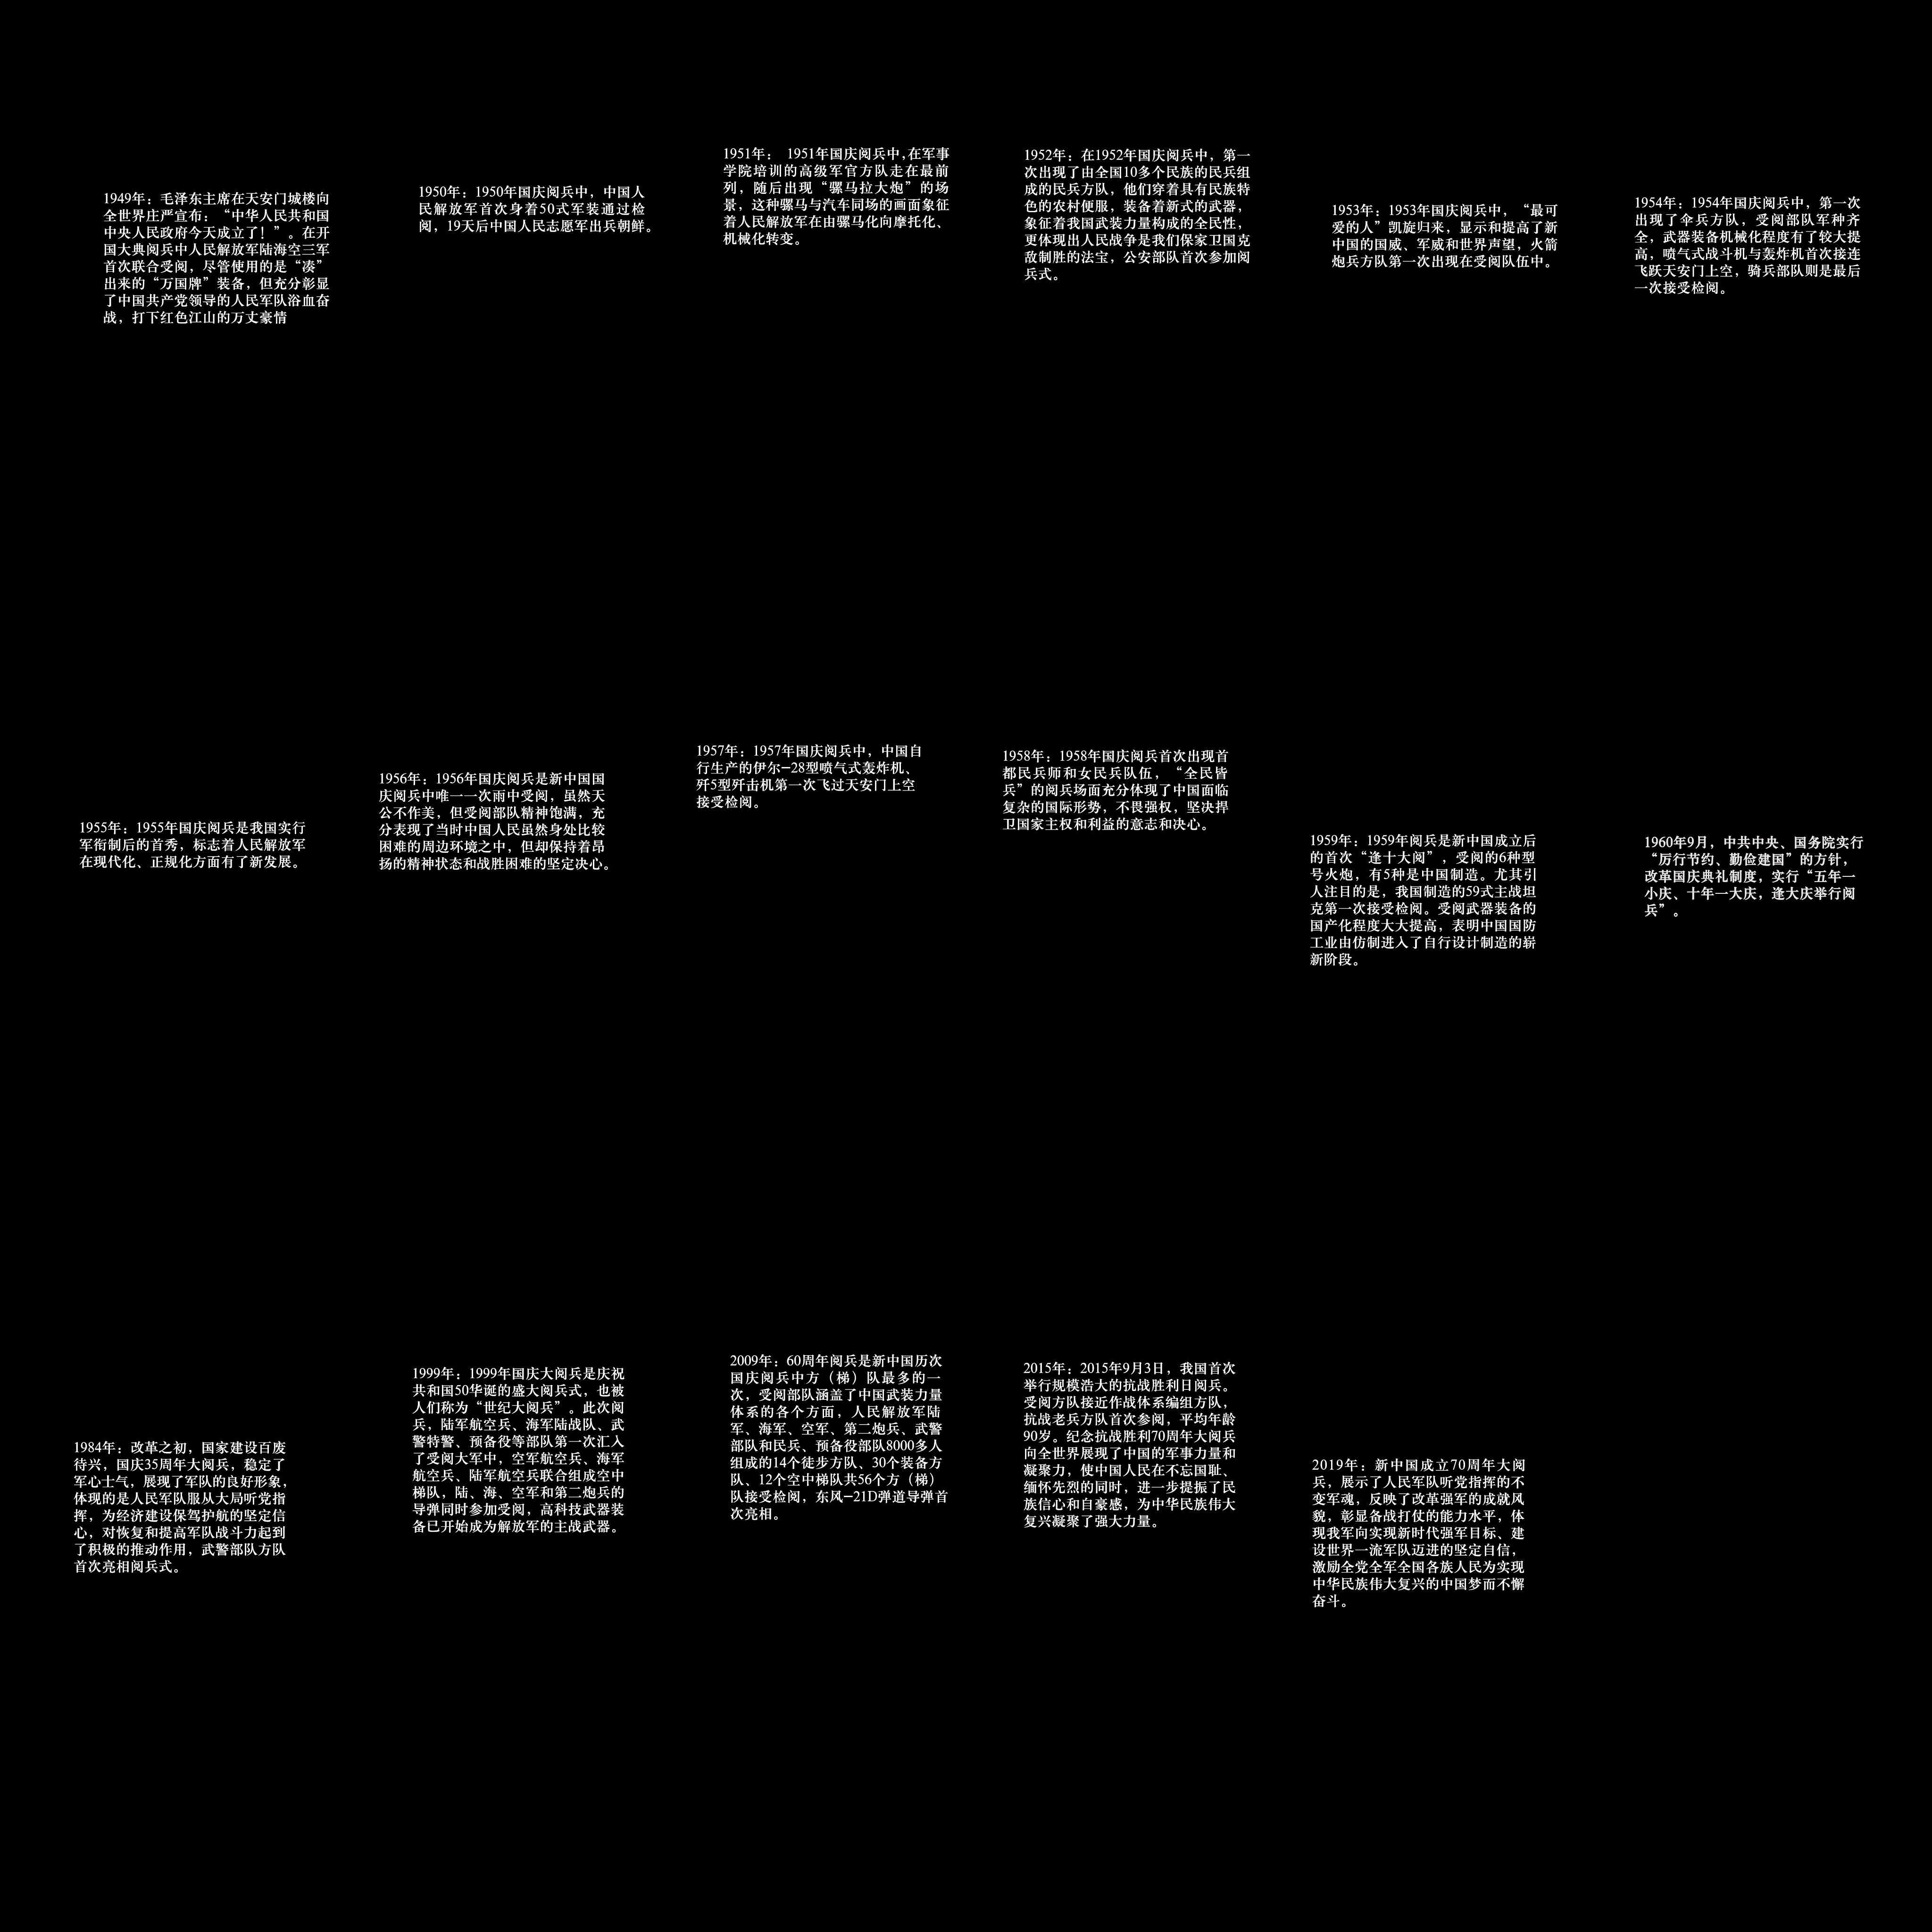 1949年：毛泽东主席在天安门城楼向
全世界庄严宣布：“中华人民共和国
中央人民政府今天成立了！”。在开
国大典阅兵中人民解放军陆海空三军
首次联合受阅，尽管使用的是“凑”
出来的“万国牌”装备，但充分彰显
了中国共产党领导的人民军队浴血奋
战，打下红色江山的万丈豪情
1950年：1950年国庆阅兵中，中国人
民解放军首次身着50式军装通过检
阅，19天后中国人民志愿军出兵朝鲜。
1951年： 1951年国庆阅兵中,在军事
学院培训的高级军官方队走在最前
列，随后出现“骡马拉大炮”的场
景，这种骡马与汽车同场的画面象征
着人民解放军在由骡马化向摩托化、
机械化转变。
1952年：在1952年国庆阅兵中，第一
次出现了由全国10多个民族的民兵组
成的民兵方队，他们穿着具有民族特
色的农村便服，装备着新式的武器，
象征着我国武装力量构成的全民性，
更体现出人民战争是我们保家卫国克
敌制胜的法宝，公安部队首次参加阅
兵式。
1953年：1953年国庆阅兵中，“最可
爱的人”凯旋归来，显示和提高了新
中国的国威、军威和世界声望，火箭
炮兵方队第一次出现在受阅队伍中。
1954年：1954年国庆阅兵中，第一次
出现了伞兵方队，受阅部队军种齐
全，武器装备机械化程度有了较大提
高，喷气式战斗机与轰炸机首次接连
飞跃天安门上空，骑兵部队则是最后
一次接受检阅。
1955年：1955年国庆阅兵是我国实行
军衔制后的首秀，标志着人民解放军
在现代化、正规化方面有了新发展。
1956年：1956年国庆阅兵是新中国国
庆阅兵中唯一一次雨中受阅，虽然天
公不作美，但受阅部队精神饱满，充
分表现了当时中国人民虽然身处比较
困难的周边环境之中，但却保持着昂
扬的精神状态和战胜困难的坚定决心。
1957年：1957年国庆阅兵中，中国自
行生产的伊尔—28型喷气式轰炸机、
歼5型歼击机第一次飞过天安门上空
接受检阅。
1958年：1958年国庆阅兵首次出现首
都民兵师和女民兵队伍，“全民皆
兵”的阅兵场面充分体现了中国面临
复杂的国际形势，不畏强权，坚决捍
卫国家主权和利益的意志和决心。
1959年：1959年阅兵是新中国成立后
的首次“逢十大阅”，受阅的6种型
号火炮，有5种是中国制造。尤其引
人注目的是，我国制造的59式主战坦
克第一次接受检阅。受阅武器装备的
国产化程度大大提高，表明中国国防
工业由仿制进入了自行设计制造的崭
新阶段。
1960年9月，中共中央、国务院实行
“厉行节约、勤俭建国”的方针，
改革国庆典礼制度，实行“五年一
小庆、十年一大庆，逢大庆举行阅
兵”。
1984年：改革之初，国家建设百废
待兴，国庆35周年大阅兵，稳定了
军心士气，展现了军队的良好形象，
体现的是人民军队服从大局听党指
挥，为经济建设保驾护航的坚定信
心，对恢复和提高军队战斗力起到
了积极的推动作用，武警部队方队
首次亮相阅兵式。
1999年：1999年国庆大阅兵是庆祝
共和国50华诞的盛大阅兵式，也被
人们称为“世纪大阅兵”。此次阅
兵，陆军航空兵、海军陆战队、武
警特警、预备役等部队第一次汇入
了受阅大军中，空军航空兵、海军
航空兵、陆军航空兵联合组成空中
梯队，陆、海、空军和第二炮兵的
导弹同时参加受阅，高科技武器装
备已开始成为解放军的主战武器。
2009年：60周年阅兵是新中国历次
国庆阅兵中方（梯）队最多的一
次，受阅部队涵盖了中国武装力量
体系的各个方面，人民解放军陆
军、海军、空军、第二炮兵、武警
部队和民兵、预备役部队8000多人
组成的14个徒步方队、30个装备方
队、12个空中梯队共56个方（梯）
队接受检阅，东风—21D弹道导弹首
次亮相。
2015年：2015年9月3日，我国首次
举行规模浩大的抗战胜利日阅兵。
受阅方队接近作战体系编组方队，
抗战老兵方队首次参阅，平均年龄
90岁。纪念抗战胜利70周年大阅兵
向全世界展现了中国的军事力量和
凝聚力，使中国人民在不忘国耻、
缅怀先烈的同时，进一步提振了民
族信心和自豪感，为中华民族伟大
复兴凝聚了强大力量。
2019年：新中国成立70周年大阅
兵，展示了人民军队听党指挥的不
变军魂，反映了改革强军的成就风
貌，彰显备战打仗的能力水平，体
现我军向实现新时代强军目标、建
设世界一流军队迈进的坚定自信，
激励全党全军全国各族人民为实现
中华民族伟大复兴的中国梦而不懈
奋斗。